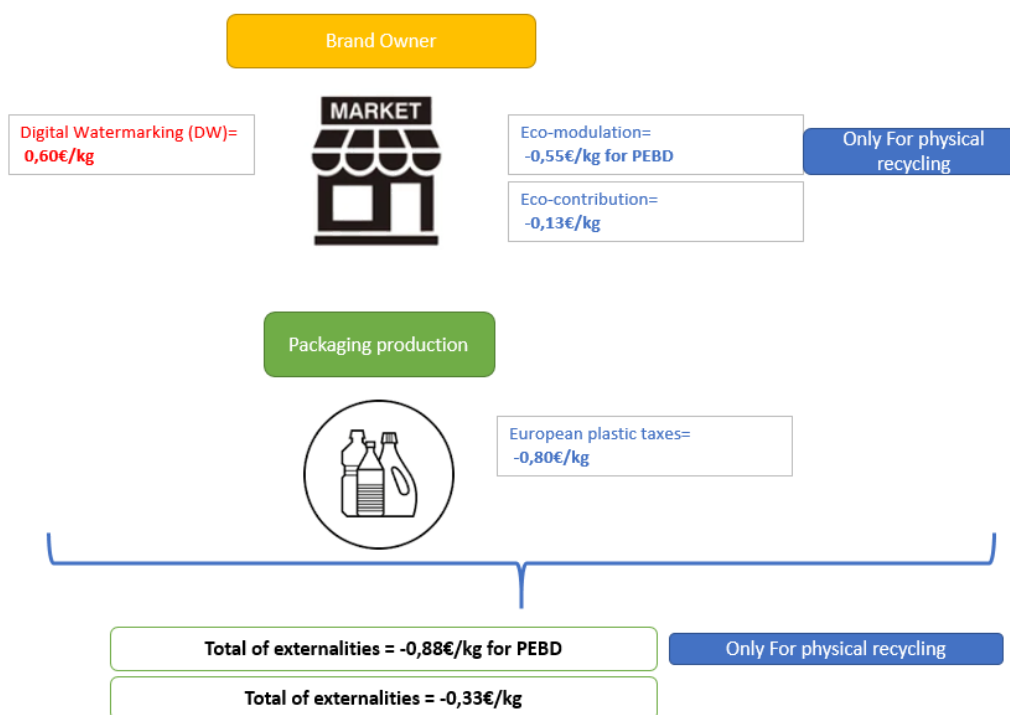 Brand Owner
MARKET
Digital Watermarking (DW)=
0,60€/kg
Eco-modulation=
-0,55€/kg for PEBD
Only For physical
recycling
Eco-contribution=
-0,13€/kg
Packaging production
European plastic taxes=
-0,80€/kg
Total of externalities = -0,88€/kg for PEBD
Only For physical recycling
Total of externalities = -0,33€/kg